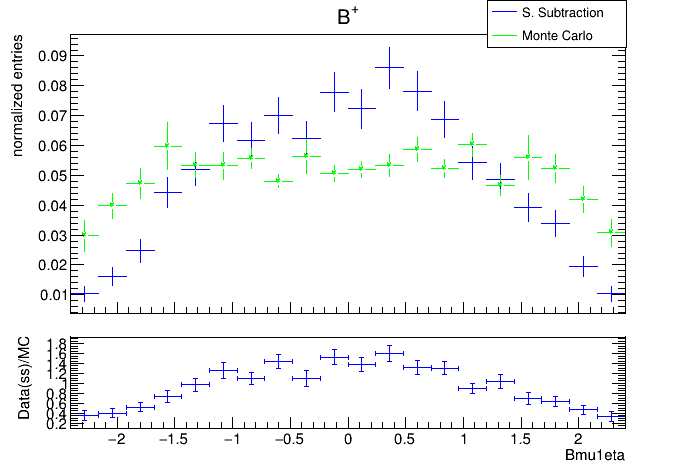 B+
S. Subtraction
Monte Carlo
normalized entries
0.09
0.08
0.07
0.06
0.05
0.04
0.03
0.02
0.01
Data(ss)/MC
1.8
1.6
1.4
1.2
1
0.8
0.6
0.4
0.2
−2 −1.5 −1 −0.5 0 0.5 1 1.5 2
Bmu1eta